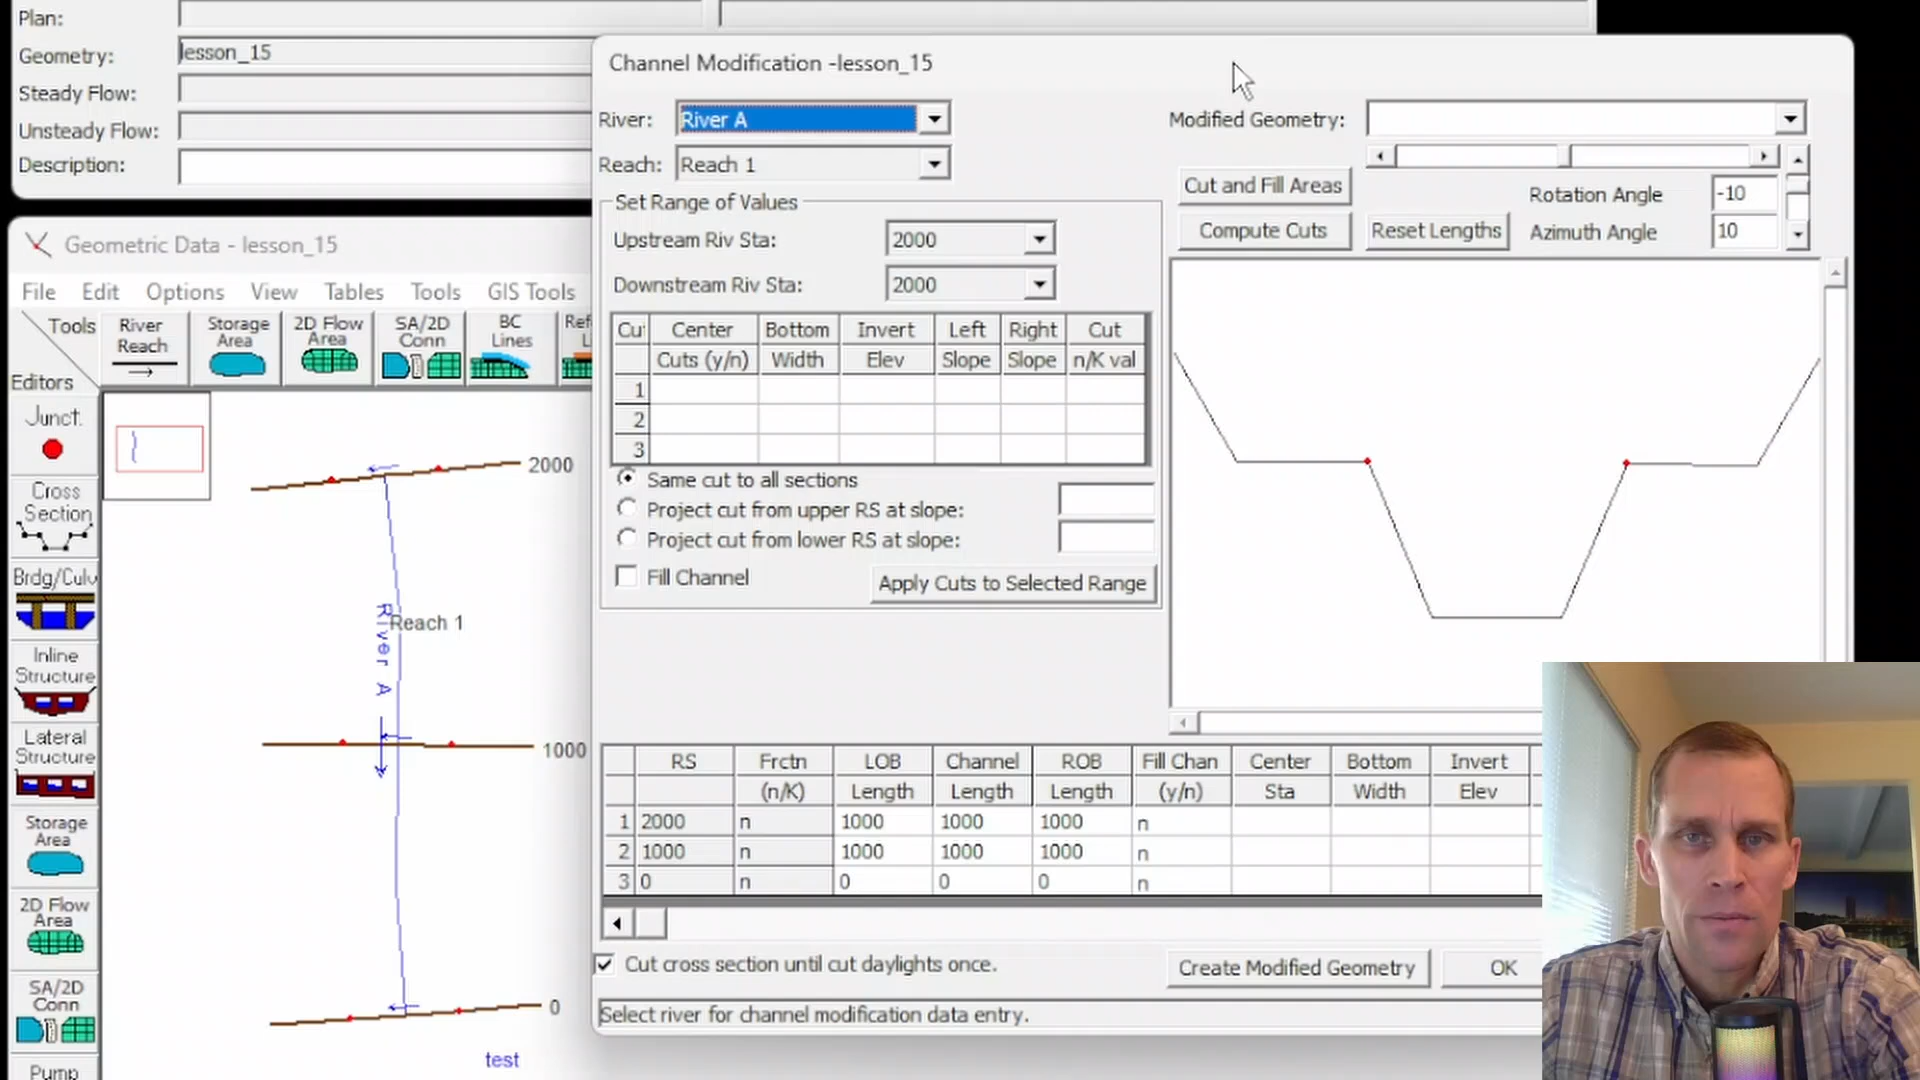 Plan:
Geometry: lesson_15
Steady Flow:
Unsteady Flow:
Description:
Geometric Data - lesson_15
File Edit Options View Tables Tools GIS Tools
Tools
Editors
River Reach
Storage Area
2D Flow Area
SA/2D Conn
BC Lines
Junct.
Cross Section
Brdg/Culv
Inline Structure
Lateral Structure
Storage Area
2D Flow Area
SA/2D Conn
Pump
2000
River A
Reach 1
1000
0
test
Channel Modification -lesson_15
River: River A
Reach: Reach 1
Set Range of Values
Upstream Riv Sta: 2000
Downstream Riv Sta: 2000
Center Bottom Invert Left Right Cut
Cuts (y/n) Width Elev Slope Slope n/K val
1
2
3
Same cut to all sections
Project cut from upper RS at slope:
Project cut from lower RS at slope:
Fill Channel
Apply Cuts to Selected Range
Modified Geometry:
Cut and Fill Areas
Compute Cuts
Reset Lengths
Rotation Angle -10
Azimuth Angle 10
RS Frctn LOB Channel ROB Fill Chan Center Bottom Invert
(n/K) Length Length Length (y/n) Sta Width Elev
1 2000 n 1000 1000 1000 n
2 1000 n 1000 1000 1000 n
3 0 n 0 0 0 n
Cut cross section until cut daylights once.
Create Modified Geometry
OK
Select river for channel modification data entry.